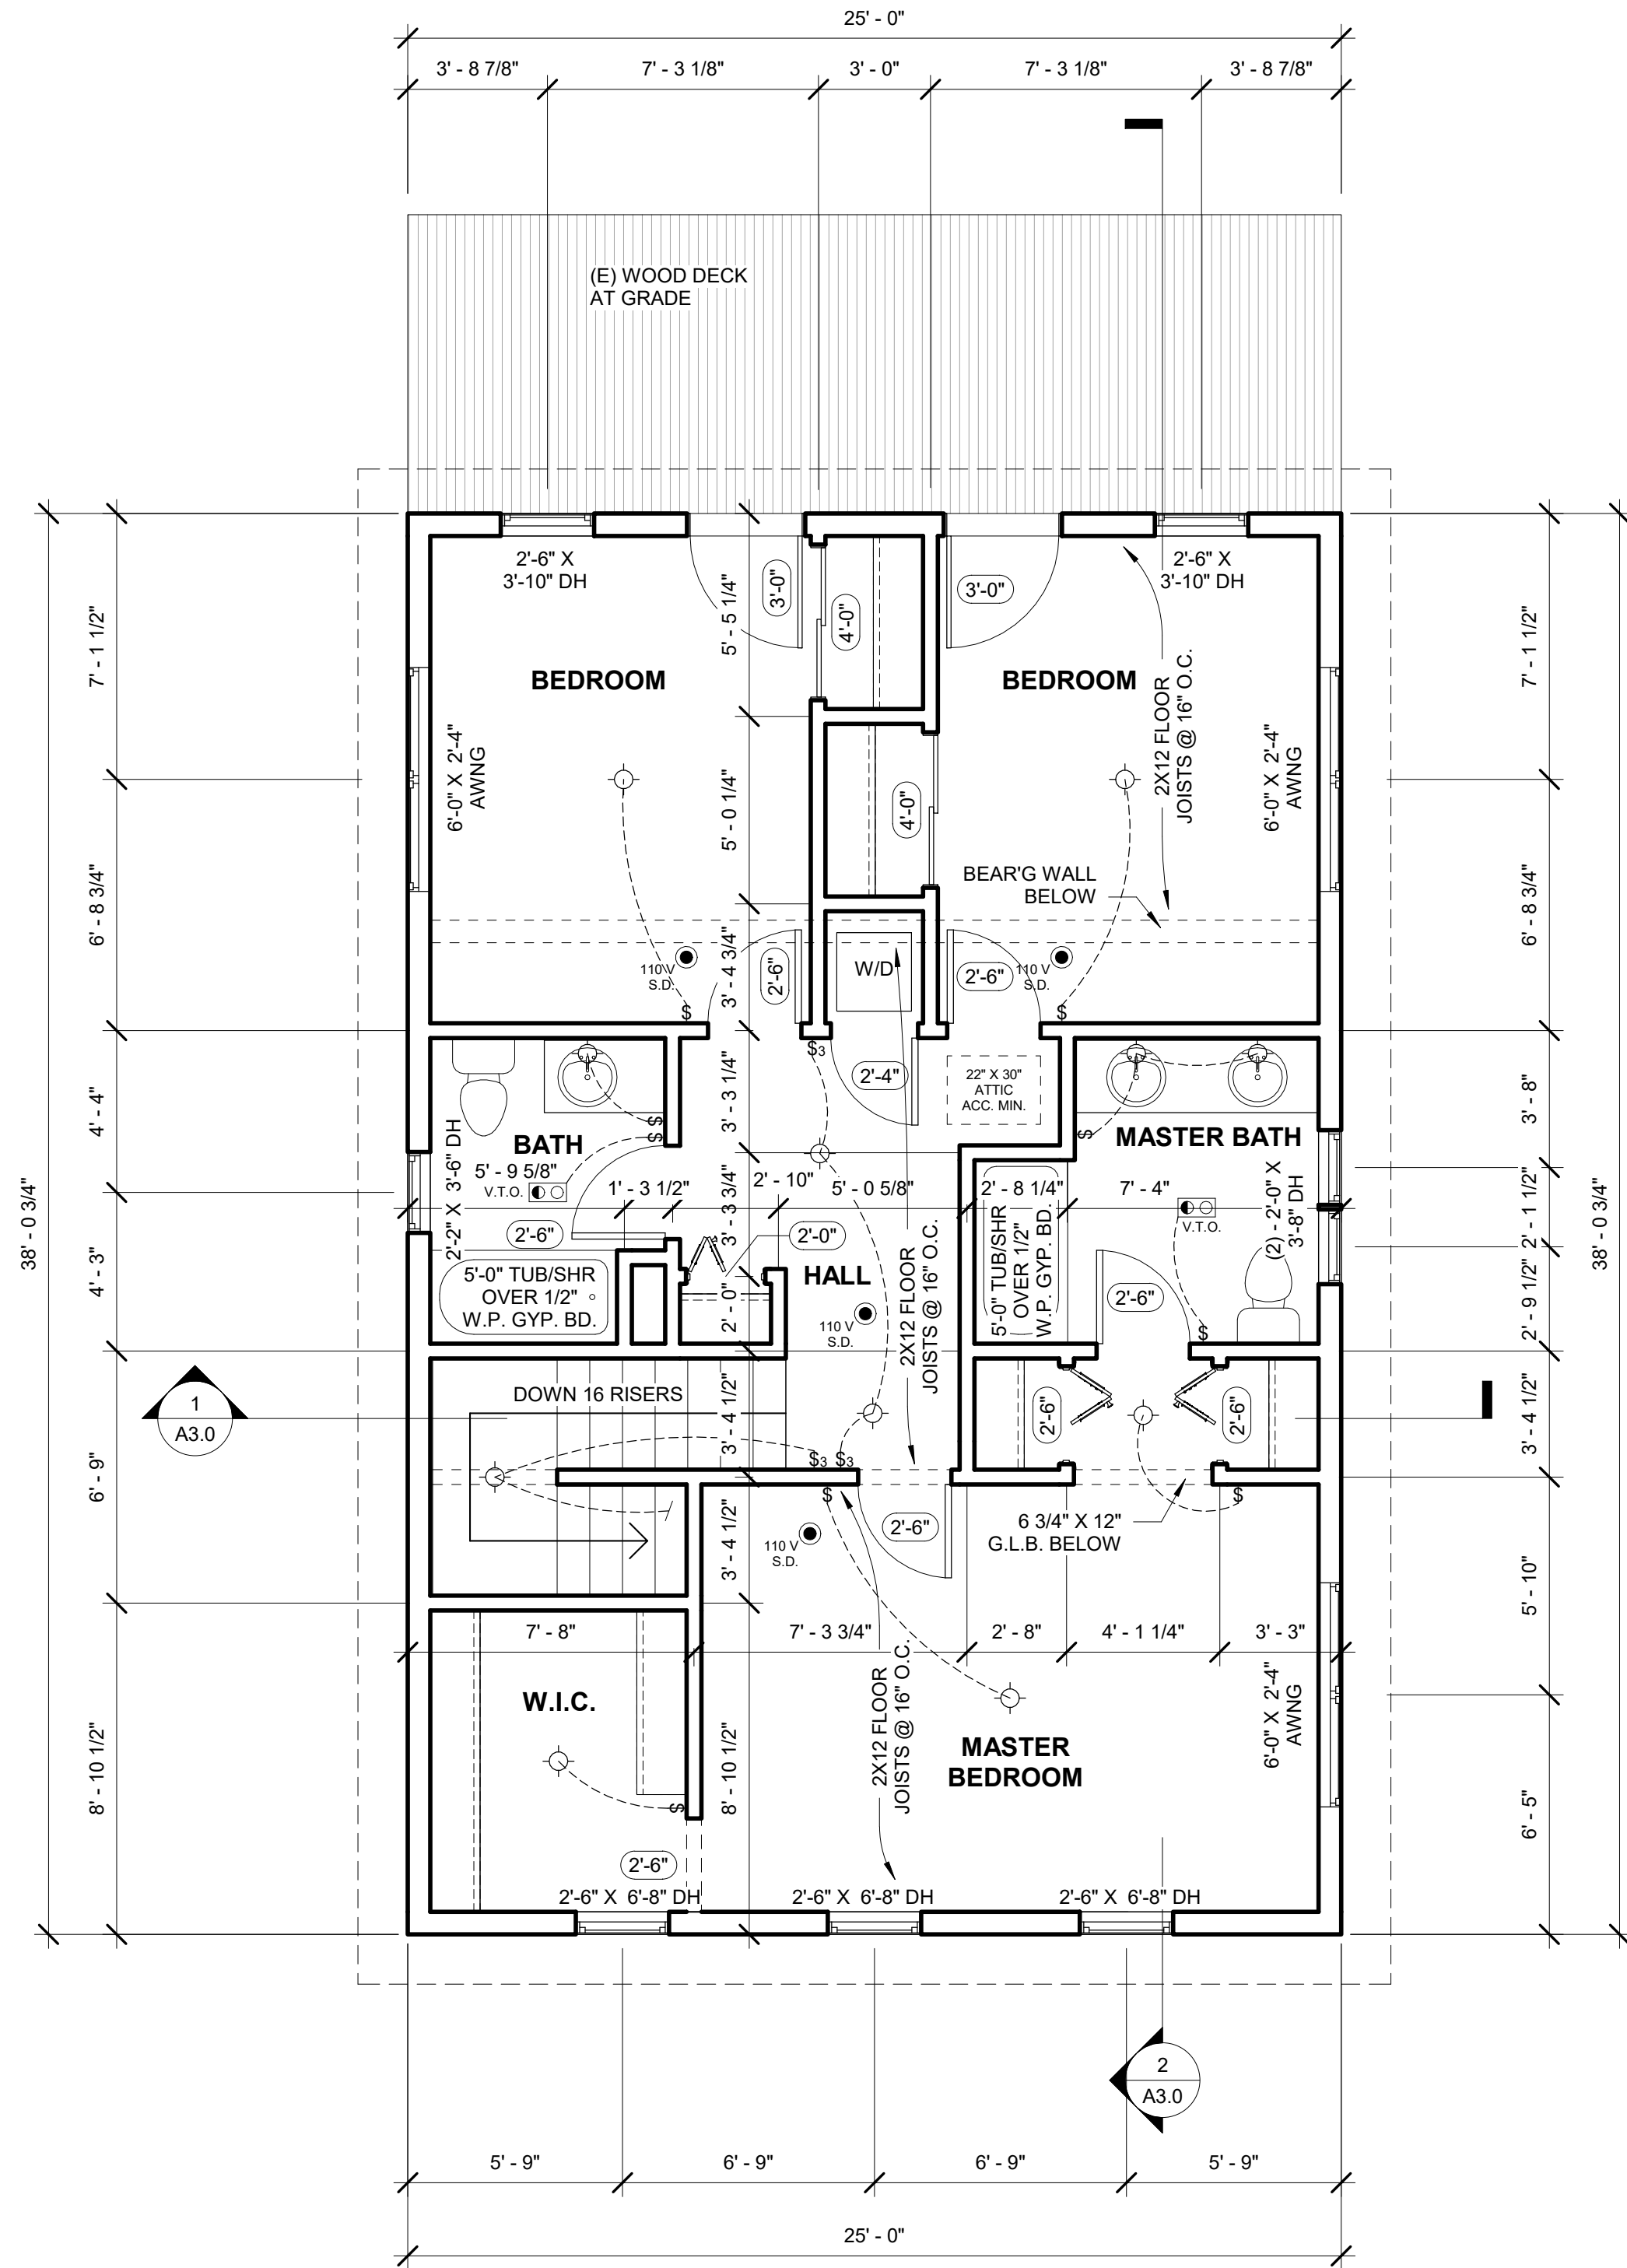 25' - 0"
3' - 8 7/8"
7' - 3 1/8"
3' - 0"
7' - 3 1/8"
3' - 8 7/8"
(E) WOOD DECK
AT GRADE
2'-6" X
3'-10" DH
3'-0"
4'-0"
3'-0"
2'-6" X
3'-10" DH
5' - 5 1/4"
7' - 1 1/2"
7' - 1 1/2"
BEDROOM
BEDROOM
2X12 FLOOR
JOISTS @ 16" O.C.
6'-0" X 2'-4"
AWNG
6'-0" X 2'-4"
AWNG
5' - 0 1/4"
4'-0"
BEAR'G WALL
BELOW
6' - 8 3/4"
6' - 8 3/4"
110 V
S.D.
2'-6"
3' - 4 3/4"
W/D
2'-6"
110 V
S.D.
$
$
$3
2'-4"
22" X 30"
ATTIC
ACC. MIN.
3' - 3 1/4"
4' - 4"
3' - 8"
38' - 0 3/4"
38' - 0 3/4"
$
$
$
BATH
MASTER BATH
2'-2" X 3'-6" DH
5' - 9 5/8"
V.T.O.
1' - 3 1/2"
2' - 10"
5' - 0 5/8"
2' - 8 1/4"
7' - 4"
V.T.O.
(2) - 2'-0" X
3'-8" DH
2' - 1 1/2"
3' - 3 3/4"
2'-6"
2'-0"
4' - 3"
5'-0" TUB/SHR
OVER 1/2"
W.P. GYP. BD.
HALL
2' - 0"
110 V
S.D.
2X12 FLOOR
JOISTS @ 16" O.C.
5'-0" TUB/SHR
OVER 1/2"
W.P. GYP. BD.
2'-6"
2' - 9 1/2"
$
1
A3.0
DOWN 16 RISERS
3' - 4 1/2"
2'-6"
2'-6"
3' - 4 1/2"
$3
$3
$
$
6' - 9"
2'-6"
6 3/4" X 12"
G.L.B. BELOW
110 V
S.D.
3' - 4 1/2"
5' - 10"
7' - 8"
7' - 3 3/4"
2' - 8"
4' - 1 1/4"
3' - 3"
W.I.C.
2X12 FLOOR
JOISTS @ 16" O.C.
MASTER
BEDROOM
6'-0" X 2'-4"
AWNG
8' - 10 1/2"
8' - 10 1/2"
6' - 5"
$
2'-6"
2'-6" X  6'-8" DH
2'-6" X  6'-8" DH
2'-6" X  6'-8" DH
2
A3.0
5' - 9"
6' - 9"
6' - 9"
5' - 9"
25' - 0"